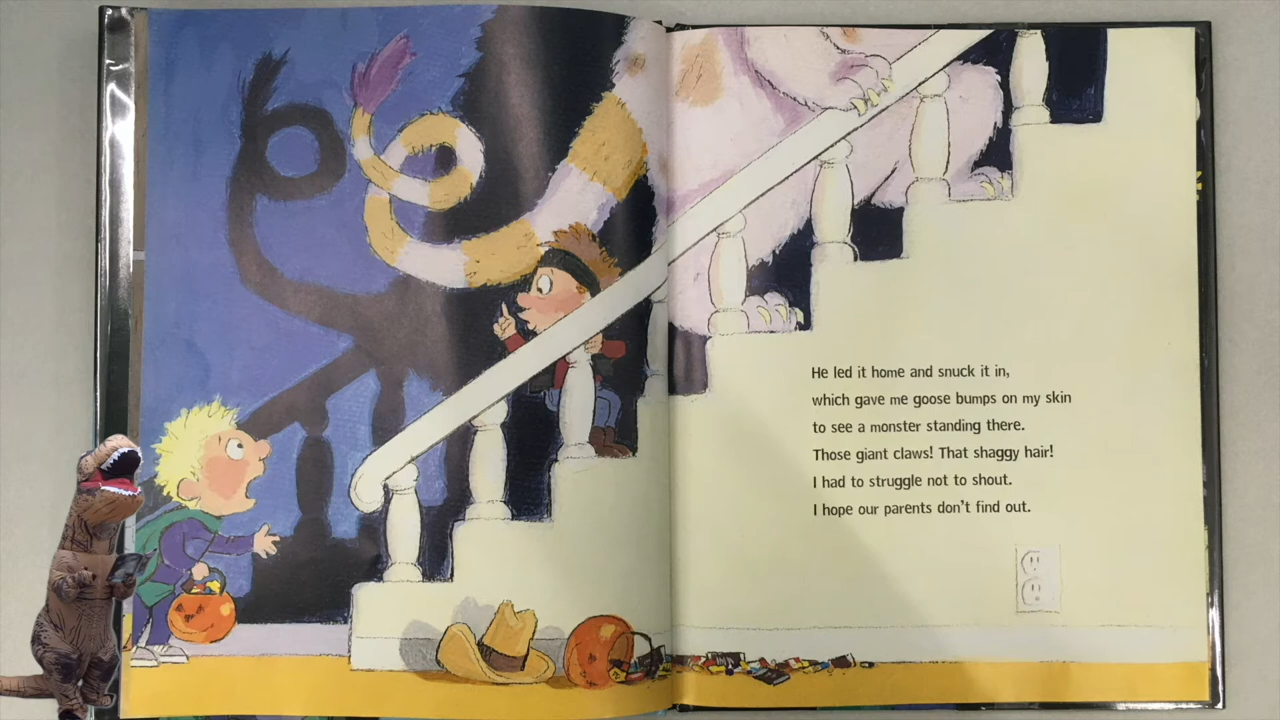 He led it home and snuck it in,
which gave me goose bumps on my skin
to see a monster standing there.
Those giant claws! That shaggy hair!
I had to struggle not to shout.
I hope our parents don't find out.